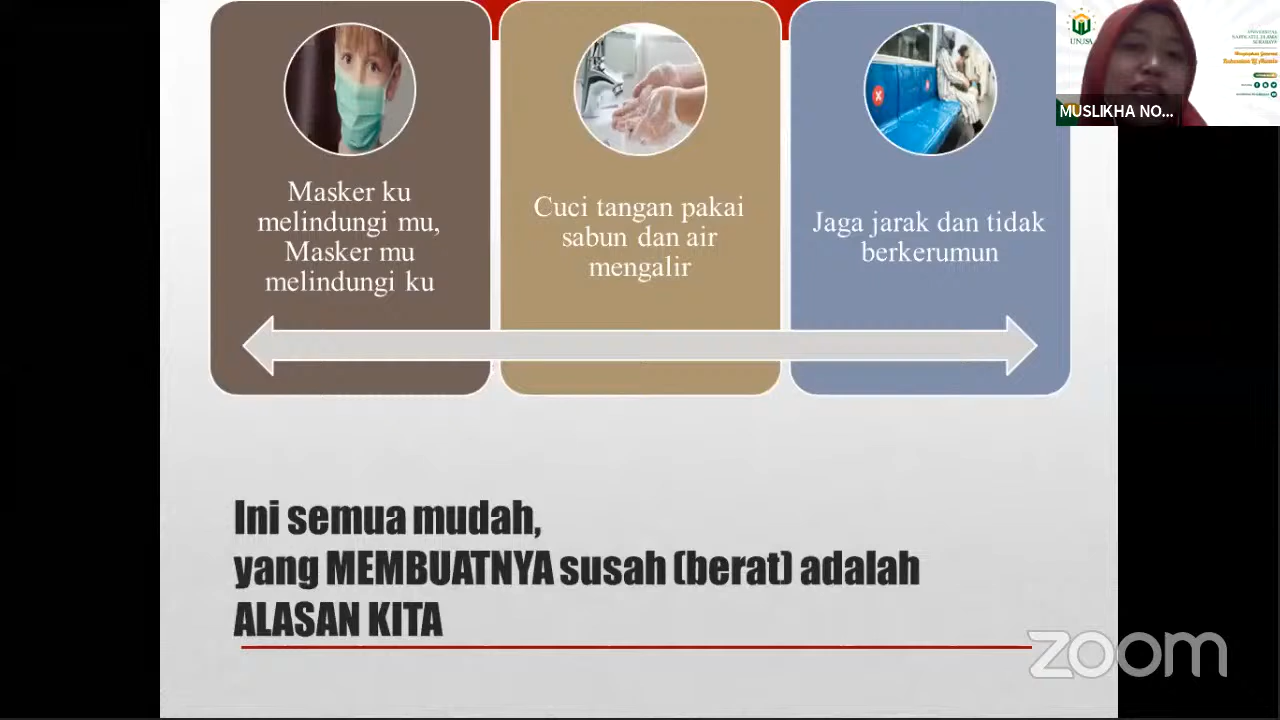 Masker ku
melindungi mu,
Masker mu
melindungi ku
Cuci tangan pakai
sabun dan air
mengalir
Jaga jarak dan tidak
berkerumun
UNUSA
MUSLIKHA NO...
Ini semua mudah,
yang MEMBUATNYA susah (berat) adalah
ALASAN KITA
zoom